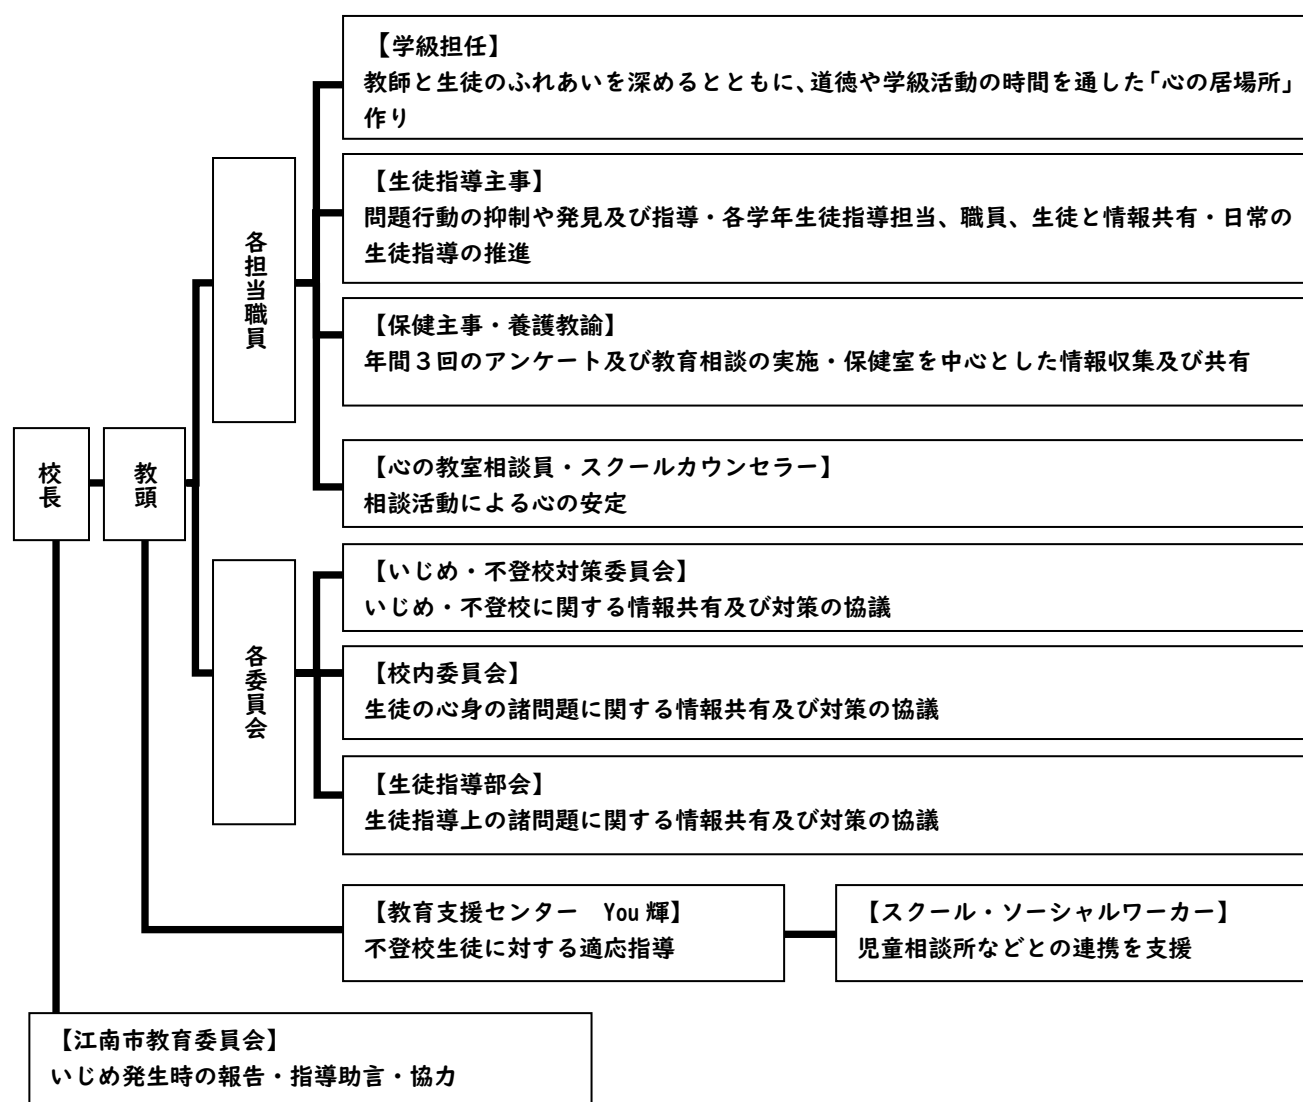 【学級担任】
教師と生徒のふれあいを深めるとともに、道徳や学級活動の時間を通した「心の居場所」
作り
【生徒指導主事】
問題行動の抑制や発見及び指導・各学年生徒指導担当、職員、生徒と情報共有・日常の
生徒指導の推進
各担当職員
【保健主事・養護教諭】
年間３回のアンケート及び教育相談の実施・保健室を中心とした情報収集及び共有
校長
教頭
【心の教室相談員・スクールカウンセラー】
相談活動による心の安定
【いじめ・不登校対策委員会】
いじめ・不登校に関する情報共有及び対策の協議
各委員会
【校内委員会】
生徒の心身の諸問題に関する情報共有及び対策の協議
【生徒指導部会】
生徒指導上の諸問題に関する情報共有及び対策の協議
【教育支援センター　You 輝】
不登校生徒に対する適応指導
【スクール・ソーシャルワーカー】
児童相談所などとの連携を支援
【江南市教育委員会】
いじめ発生時の報告・指導助言・協力